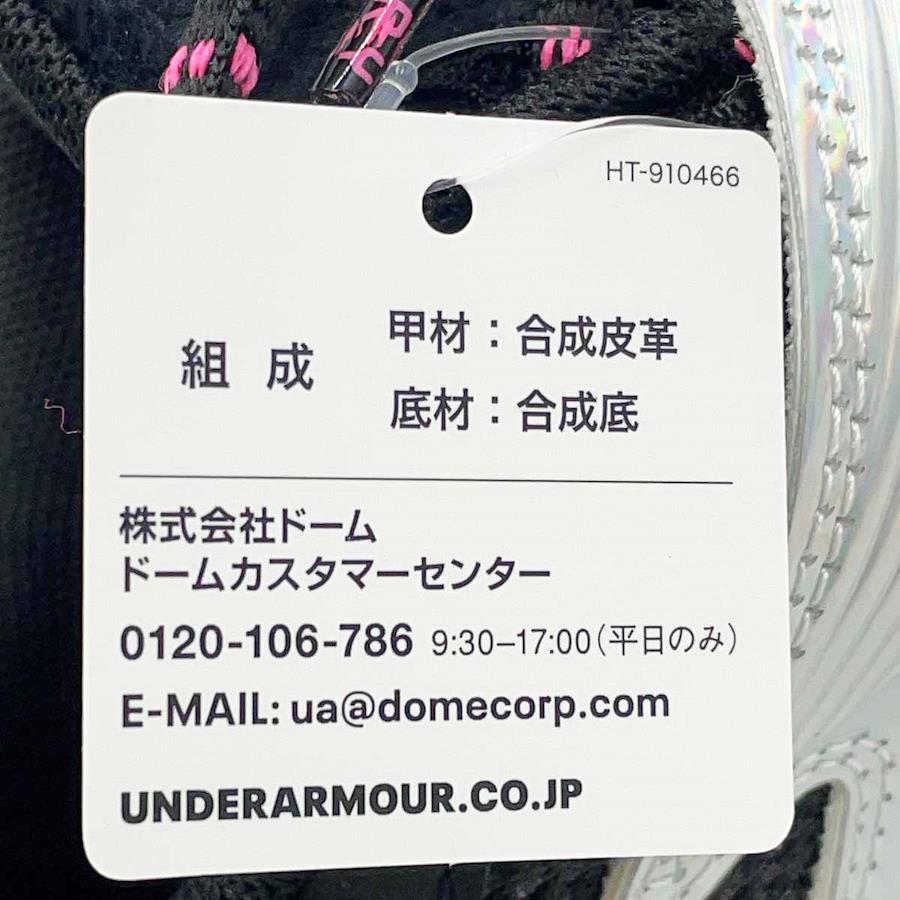 HT-910466
組 成
甲材：合成皮革
底材：合成底
株式会社ドーム
ドームカスタマーセンター
0120-106-786 9:30–17:00（平日のみ）
E-MAIL: ua@domecorp.com
UNDERARMOUR.CO.JP